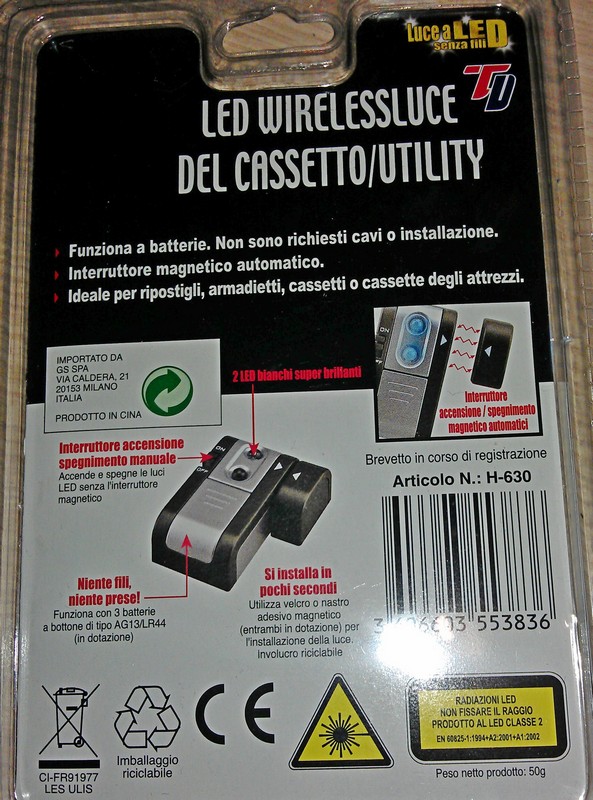 Luce a LED
senza fili
TD
LED WIRELESSLUCE
DEL CASSETTO/UTILITY
Funziona a batterie. Non sono richiesti cavi o installazione.
Interruttore magnetico automatico.
Ideale per ripostigli, armadietti, cassetti o cassette degli attrezzi.
IMPORTATO DA
GS SPA
VIA CALDERA, 21
20153 MILANO
ITALIA
PRODOTTO IN CINA
2 LED bianchi super brillanti
ON
Interruttore
accensione / spegnimento
magnetico automatici
Interruttore accensione
spegnimento manuale
Accende e spegne le luci
LED senza l'interruttore
magnetico
ON
OFF
Brevetto in corso di registrazione
Articolo N.: H-630
553836
Niente fili,
niente prese!
Funziona con 3 batterie
a bottone di tipo AG13/LR44
(in dotazione)
Si installa in
pochi secondi
Utilizza velcro o nastro
adesivo magnetico
(entrambi in dotazione) per
l'installazione della luce.
Involucro riciclabile
CI-FR91977
LES ULIS
Imballaggio
riciclabile
CE
RADIAZIONI LED
NON FISSARE IL RAGGIO
PRODOTTO AL LED CLASSE 2
EN 60825-1:1994+A2:2001+A1:2002
Peso netto prodotto: 50g